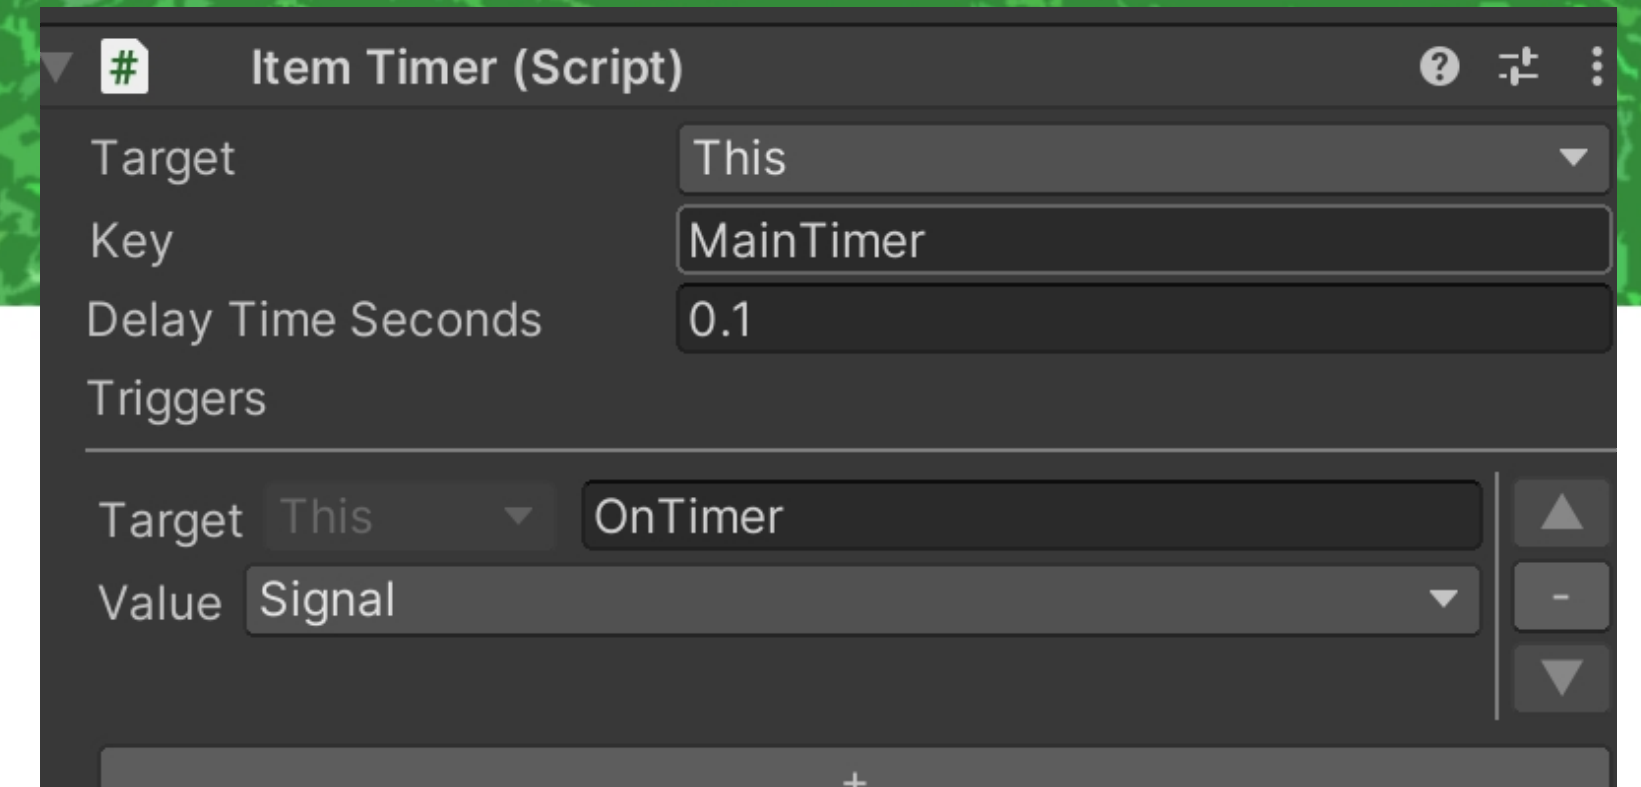 # Item Timer (Script) ?
Target This
Key MainTimer
Delay Time Seconds 0.1
Triggers
Target This OnTimer
Value Signal -
+